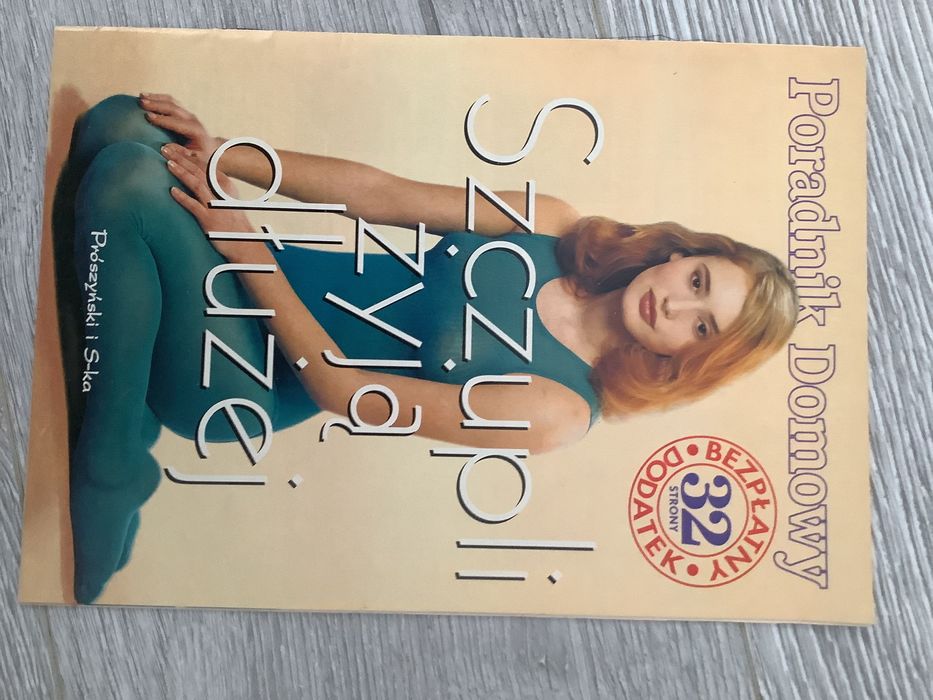 Poradnik Domowy
BEZPŁATNY
32
STRONY
DODATEK
Szczupli
żyją
dłużej
Prószyński i S-ka